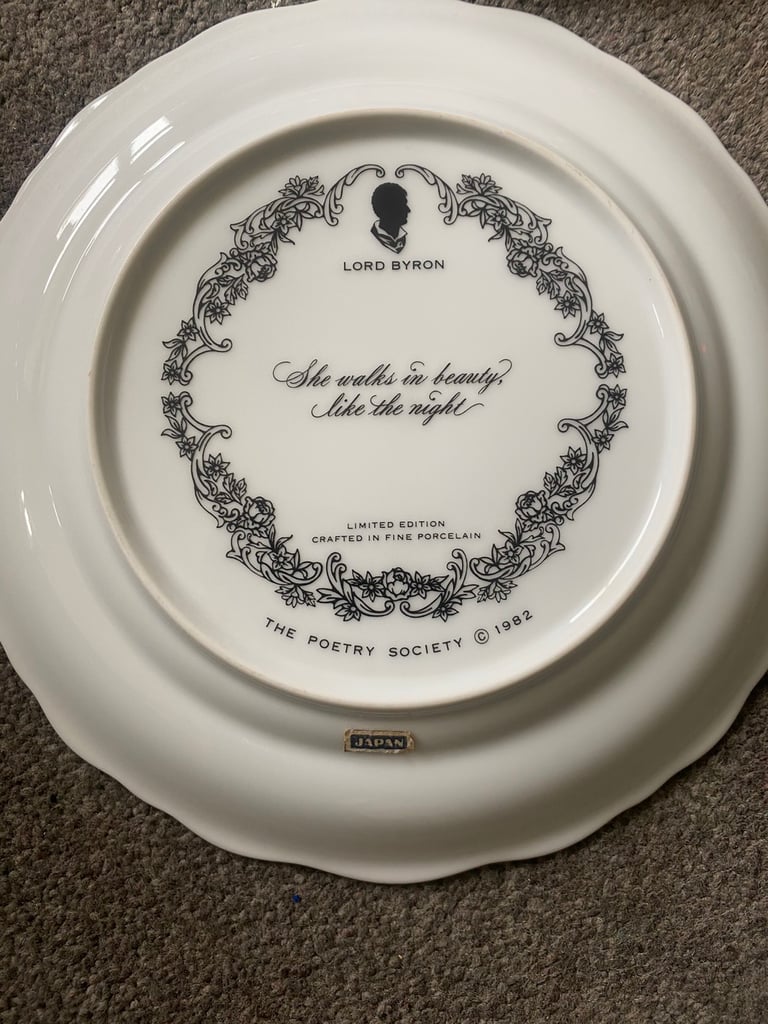 LORD BYRON
She walks in beauty,
like the night
LIMITED EDITION
CRAFTED IN FINE PORCELAIN
THE POETRY SOCIETY © 1982
JAPAN